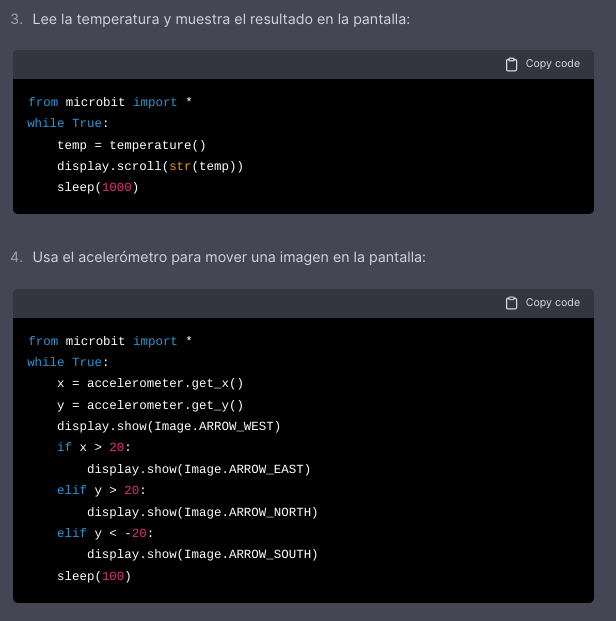 3. Lee la temperatura y muestra el resultado en la pantalla:
Copy code
from microbit import *
while True:
    temp = temperature()
    display.scroll(str(temp))
    sleep(1000)
4. Usa el acelerómetro para mover una imagen en la pantalla:
Copy code
from microbit import *
while True:
    x = accelerometer.get_x()
    y = accelerometer.get_y()
    display.show(Image.ARROW_WEST)
    if x > 20:
        display.show(Image.ARROW_EAST)
    elif y > 20:
        display.show(Image.ARROW_NORTH)
    elif y < -20:
        display.show(Image.ARROW_SOUTH)
    sleep(100)